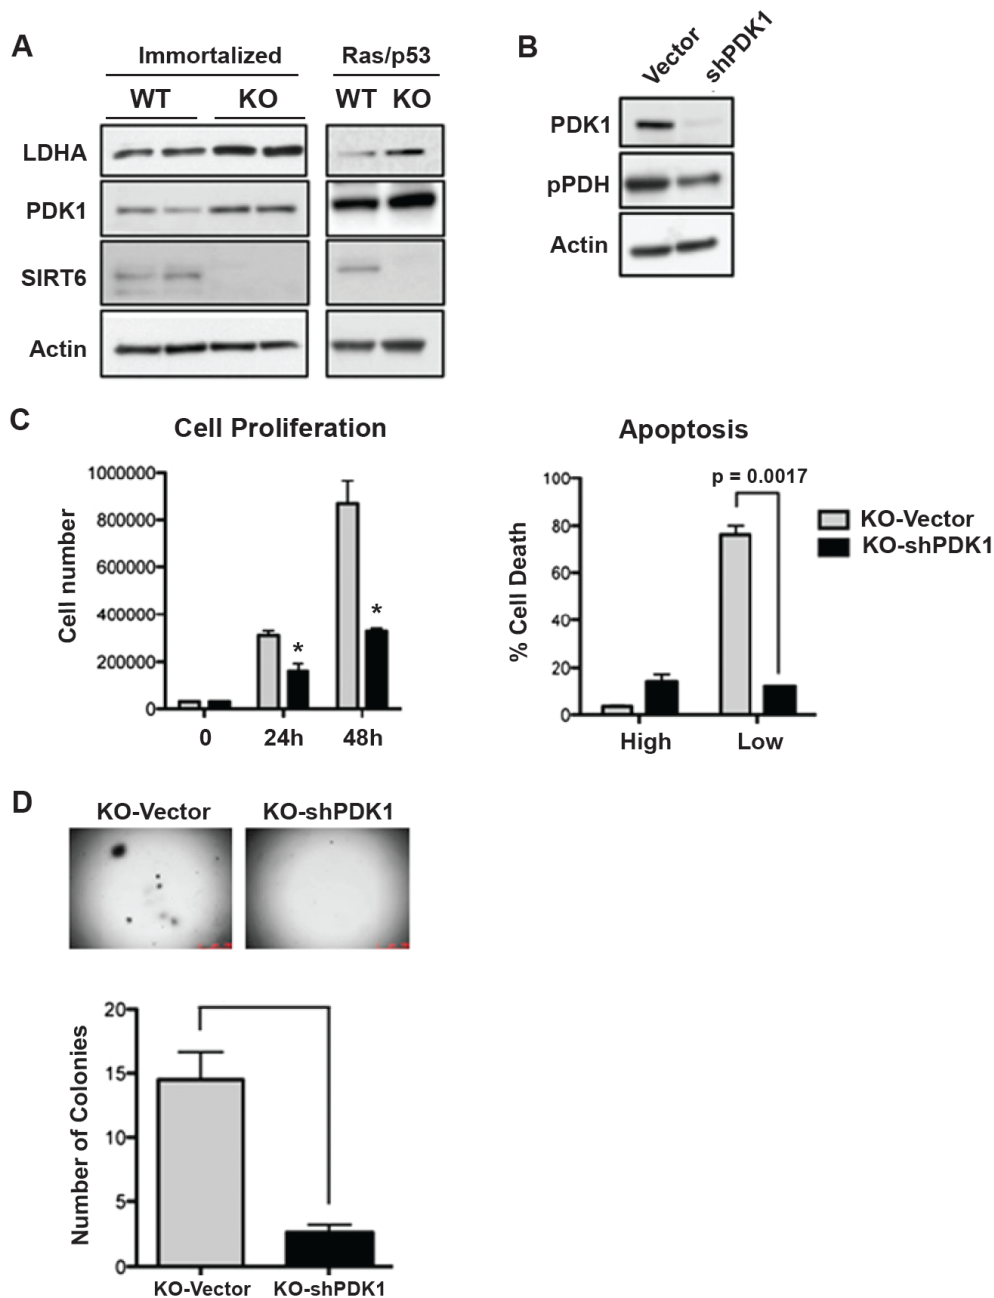 A
Immortalized
Ras/p53
WT KO
WT KO
LDHA
PDK1
SIRT6
Actin
B
Vector
shPDK1
PDK1
pPDH
Actin
C
Cell Proliferation
Cell number
1000000
800000
600000
400000
200000
0
*
*
0 24h 48h
Apoptosis
% Cell Death
100
80
60
40
20
0
p = 0.0017
High Low
KO-Vector
KO-shPDK1
D
KO-Vector KO-shPDK1
Number of Colonies
20
15
10
5
0
KO-Vector KO-shPDK1